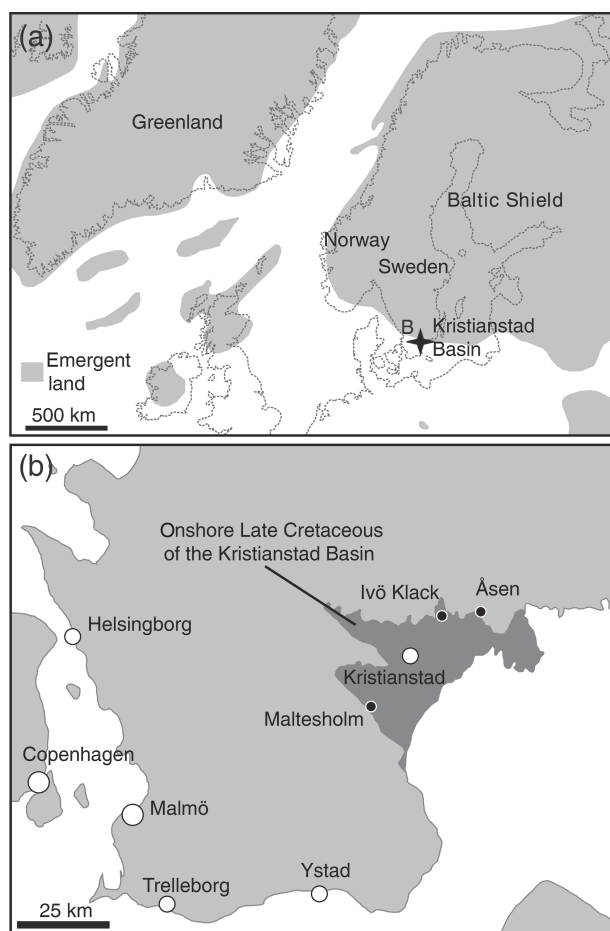 (a)
Greenland
Baltic Shield
Norway
Sweden
B
Kristianstad
Basin
Emergent
land
500 km
(b)
Onshore Late Cretaceous
of the Kristianstad Basin
Ivö Klack
Åsen
Helsingborg
Kristianstad
Maltesholm
Copenhagen
Malmö
Ystad
Trelleborg
25 km